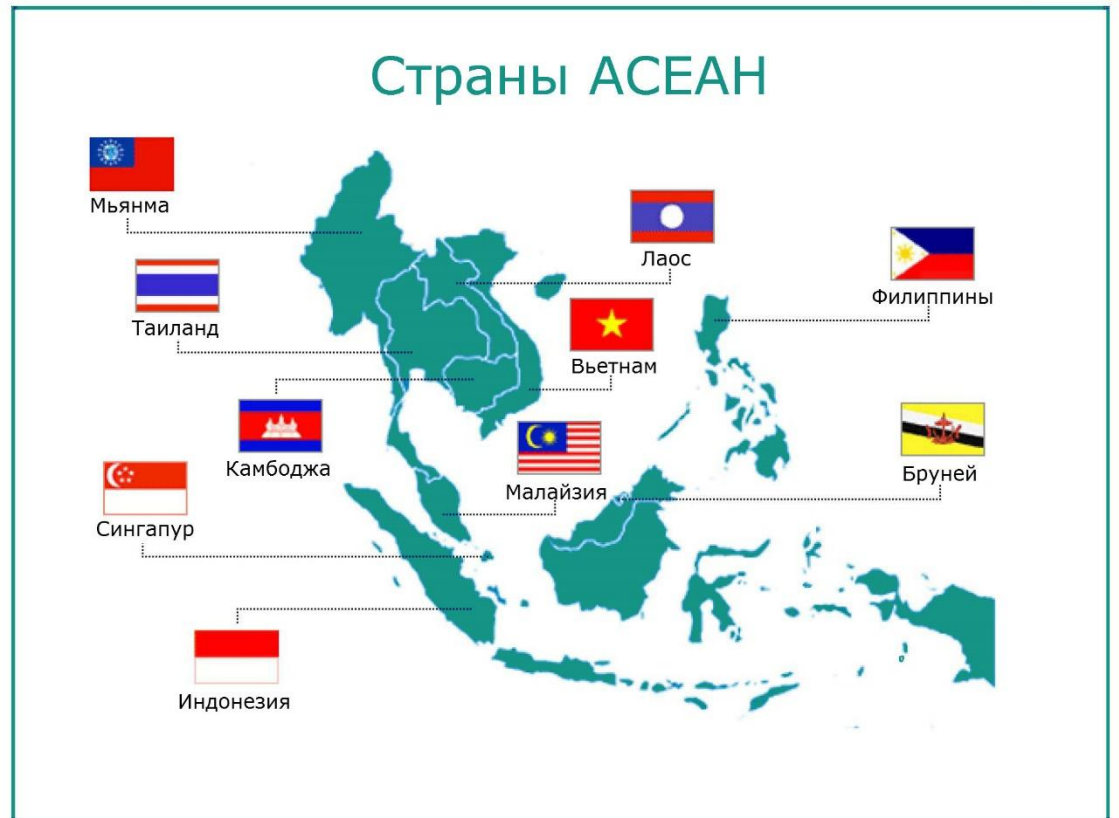 Страны АСЕАН
Мьянма
Лаос
Филиппины
Таиланд
Вьетнам
Камбоджа
Малайзия
Бруней
Сингапур
Индонезия